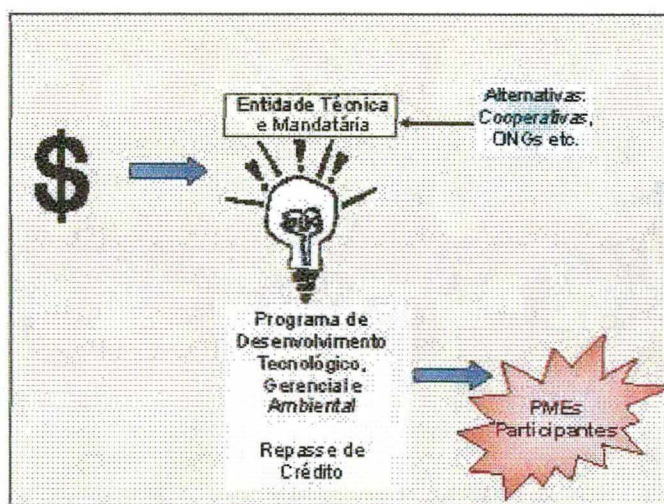 Entidade Técnica
e Mandatária
Alternativas:
Cooperativas,
ONGs etc.
$
Programa de
Desenvolvimento
Tecnológico,
Gerencial e
Ambiental
Repasse de
Crédito
PMEs
Participantes